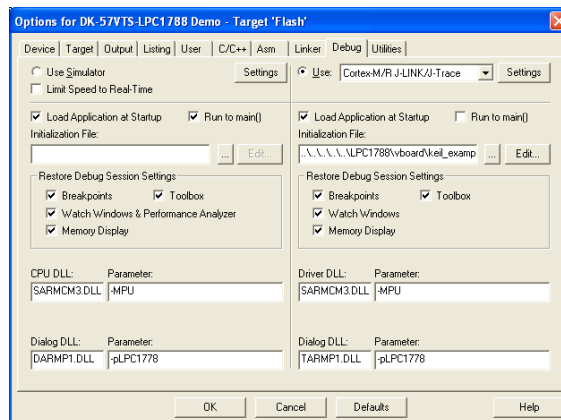 Options for DK-57VTS-LPC1788 Demo - Target 'Flash'
Device Target Output Listing User C/C++ Asm Linker Debug Utilities
Use Simulator Settings
Limit Speed to Real-Time
Use: Cortex-M/R J-LINK/J-Trace Settings
Load Application at Startup Run to main()
Initialization File:
... Edit...
Load Application at Startup Run to main()
Initialization File:
..\..\..\..\..\LPC1788\vboard\keil_examp ... Edit...
Restore Debug Session Settings
Breakpoints Toolbox
Watch Windows & Performance Analyzer
Memory Display
Restore Debug Session Settings
Breakpoints Toolbox
Watch Windows
Memory Display
CPU DLL: Parameter:
SARMCM3.DLL -MPU
Driver DLL: Parameter:
SARMCM3.DLL -MPU
Dialog DLL: Parameter:
DARMP1.DLL -pLPC1778
Dialog DLL: Parameter:
TARMP1.DLL -pLPC1778
OK Cancel Defaults Help